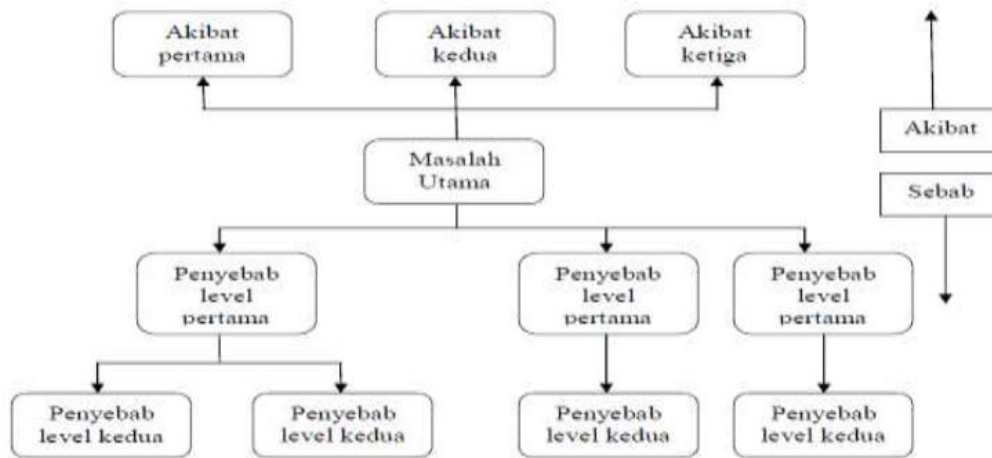 Akibat
pertama
Akibat
kedua
Akibat
ketiga
Akibat
Masalah
Utama
Sebab
Penyebab
level
pertama
Penyebab
level
pertama
Penyebab
level
pertama
Penyebab
level kedua
Penyebab
level kedua
Penyebab
level kedua
Penyebab
level kedua